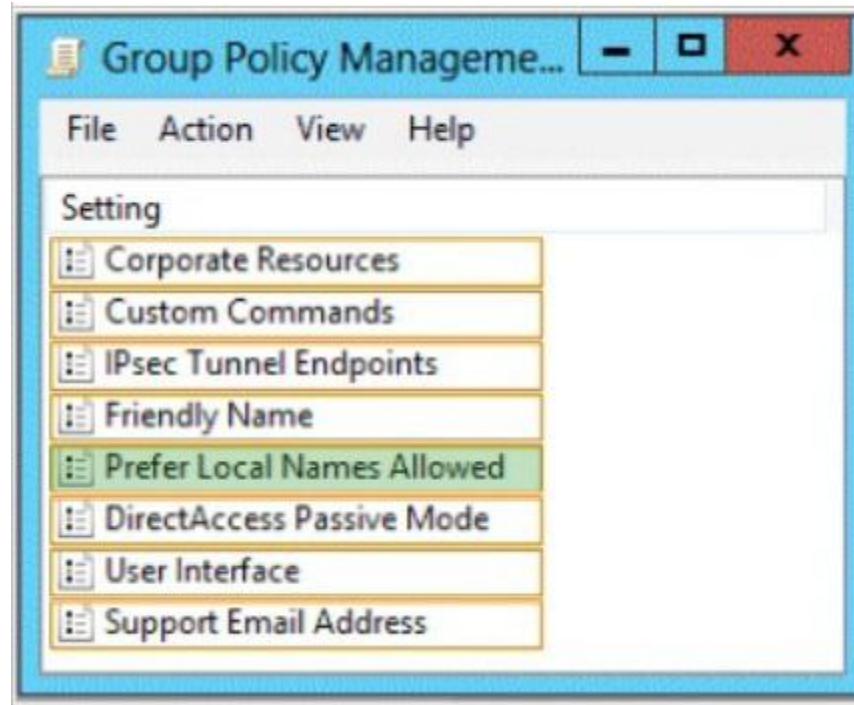 Group Policy Manageme...
File Action View Help
Setting
Corporate Resources
Custom Commands
IPsec Tunnel Endpoints
Friendly Name
Prefer Local Names Allowed
DirectAccess Passive Mode
User Interface
Support Email Address